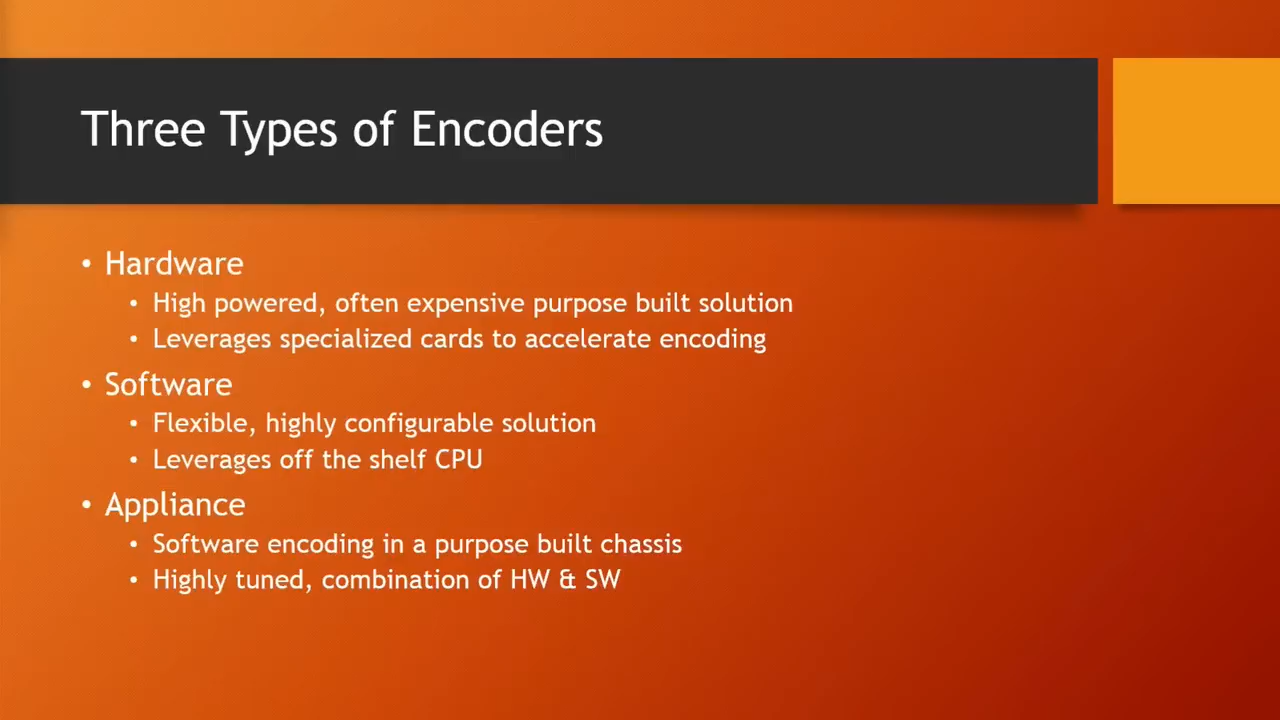 Three Types of Encoders
• Hardware
• High powered, often expensive purpose built solution
• Leverages specialized cards to accelerate encoding
• Software
• Flexible, highly configurable solution
• Leverages off the shelf CPU
• Appliance
• Software encoding in a purpose built chassis
• Highly tuned, combination of HW & SW